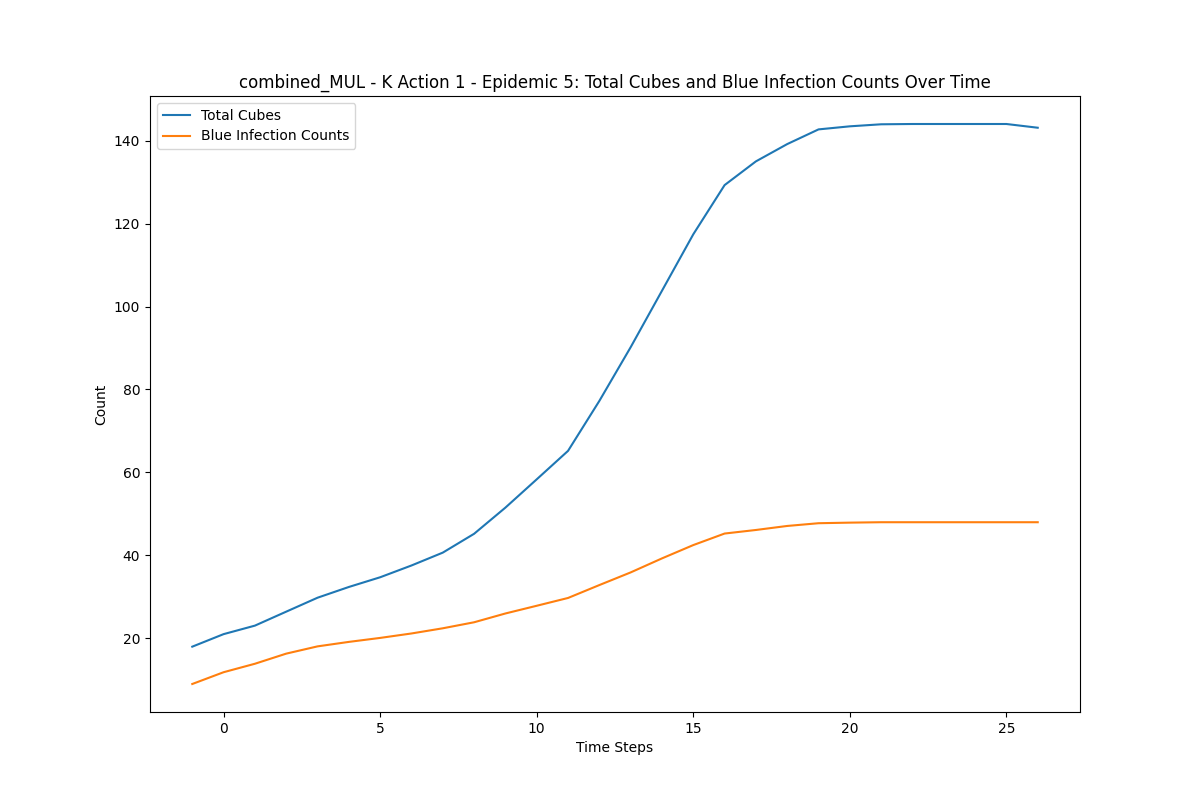 combined_MUL - K Action 1 - Epidemic 5: Total Cubes and Blue Infection Counts Over Time
Total Cubes
Blue Infection Counts
140
120
100
80
60
40
20
Count
0 5 10 15 20 25
Time Steps